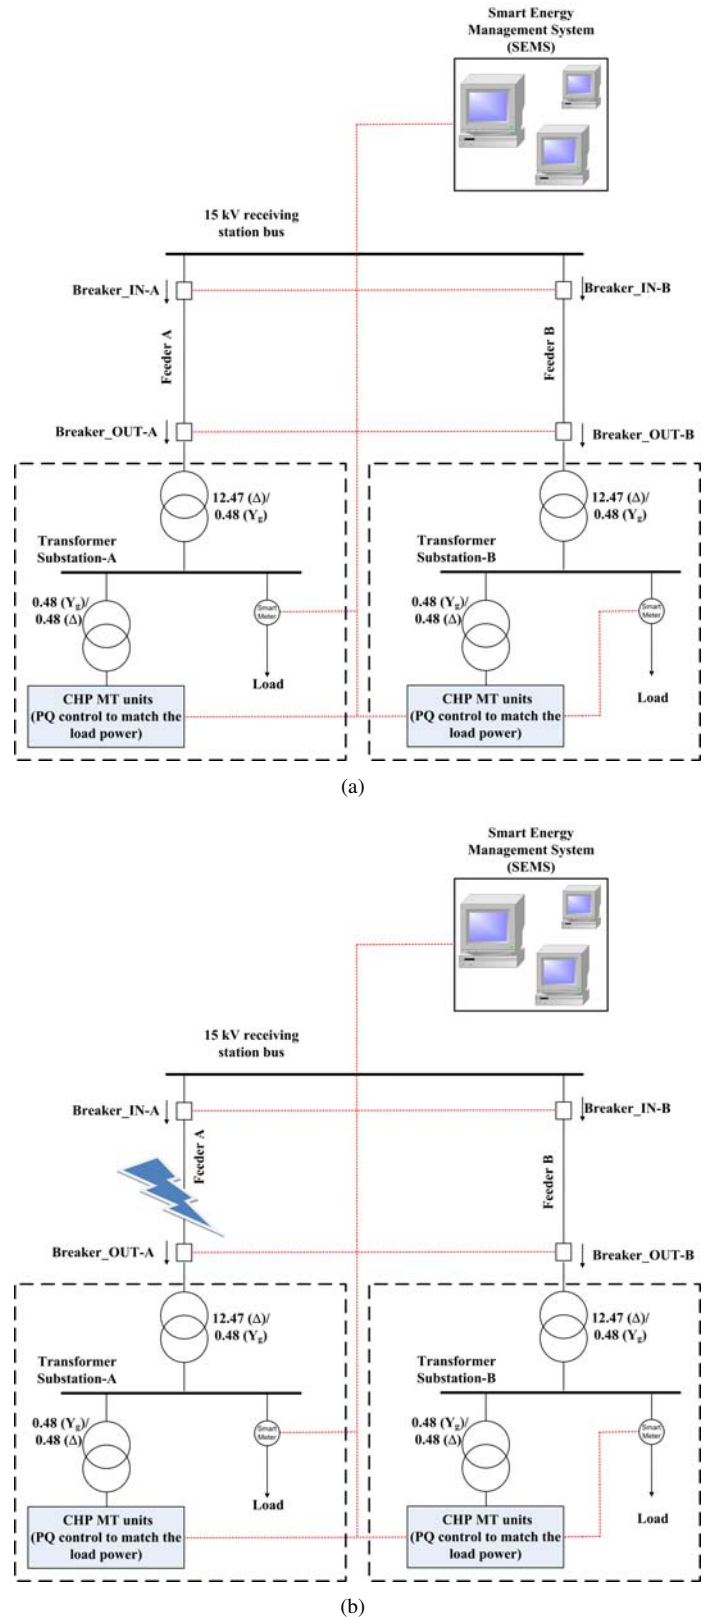 Smart Energy
Management System
(SEMS)
15 kV receiving
station bus
Breaker_IN-A
Breaker_IN-B
Feeder A
Feeder B
Breaker_OUT-A
Breaker_OUT-B
12.47 (Δ)/
0.48 (Yg)
12.47 (Δ)/
0.48 (Yg)
Transformer
Substation-A
Transformer
Substation-B
0.48 (Yg)/
0.48 (Δ)
Smart
Meter
0.48 (Yg)/
0.48 (Δ)
Smart
Meter
Load
Load
CHP MT units
(PQ control to match the
load power)
CHP MT units
(PQ control to match the
load power)
(a)
Smart Energy
Management System
(SEMS)
15 kV receiving
station bus
Breaker_IN-A
Breaker_IN-B
Feeder A
Feeder B
Breaker_OUT-A
Breaker_OUT-B
12.47 (Δ)/
0.48 (Yg)
12.47 (Δ)/
0.48 (Yg)
Transformer
Substation-A
Transformer
Substation-B
0.48 (Yg)/
0.48 (Δ)
Smart
Meter
0.48 (Yg)/
0.48 (Δ)
Smart
Meter
Load
Load
CHP MT units
(PQ control to match the
load power)
CHP MT units
(PQ control to match the
load power)
(b)